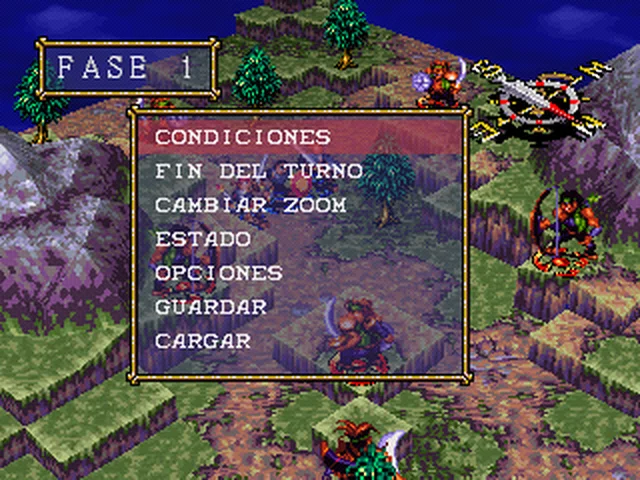 FASE 1
CONDICIONES
FIN DEL TURNO
CAMBIAR ZOOM
ESTADO
OPCIONES
GUARDAR
CARGAR